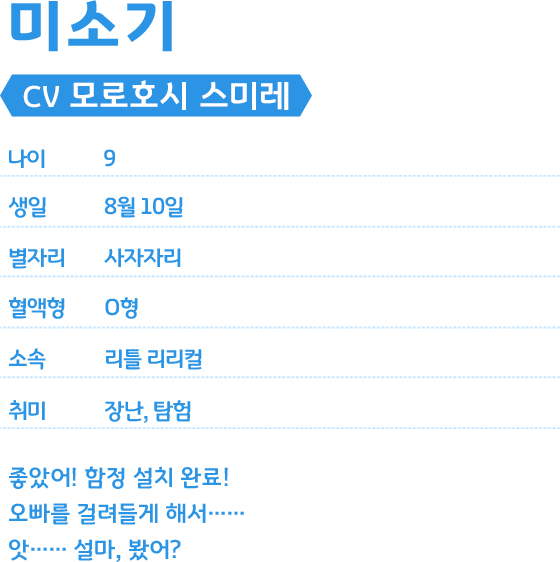 미소기
CV 모로호시 스미레
나이 9
생일 8월 10일
별자리 사자자리
혈액형 O형
소속 리틀 리리컬
취미 장난, 탐험
좋았어! 함정 설치 완료!
오빠를 걸려들게 해서……
앗…… 설마, 봤어?